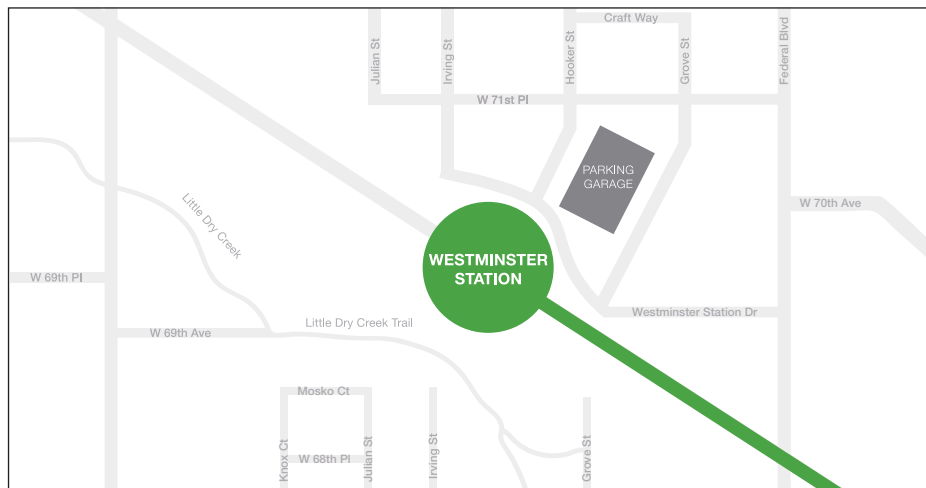 Craft Way
Julian St
Irving St
Hooker St
Grove St
Federal Blvd
W 71st Pl
PARKING
GARAGE
W 70th Ave
Little Dry Creek
WESTMINSTER
STATION
W 69th Pl
Westminster Station Dr
Little Dry Creek Trail
W 69th Ave
Mosko Ct
Knox Ct
Julian St
Irving St
Grove St
W 68th Pl